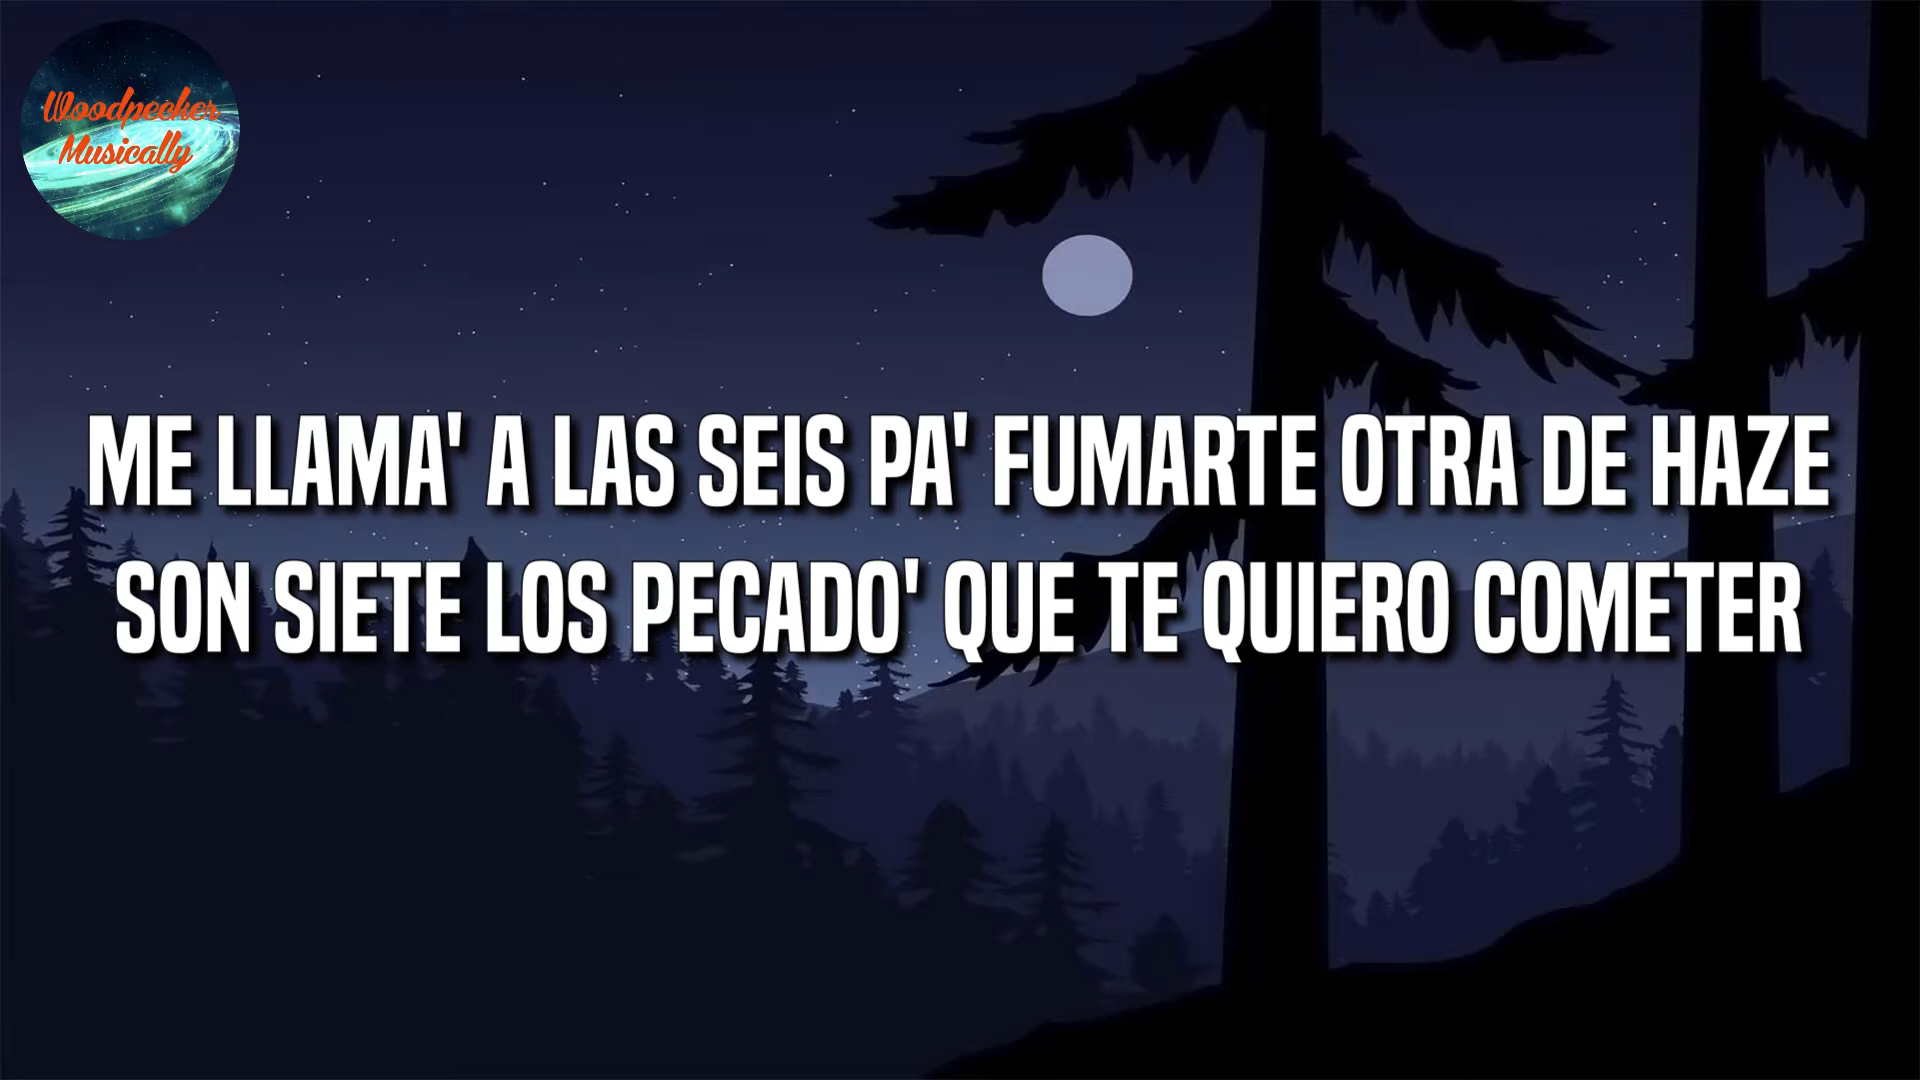 Woodpecker
Musically
ME LLAMA' A LAS SEIS PA' FUMARTE OTRA DE HAZE
SON SIETE LOS PECADO' QUE TE QUIERO COMETER